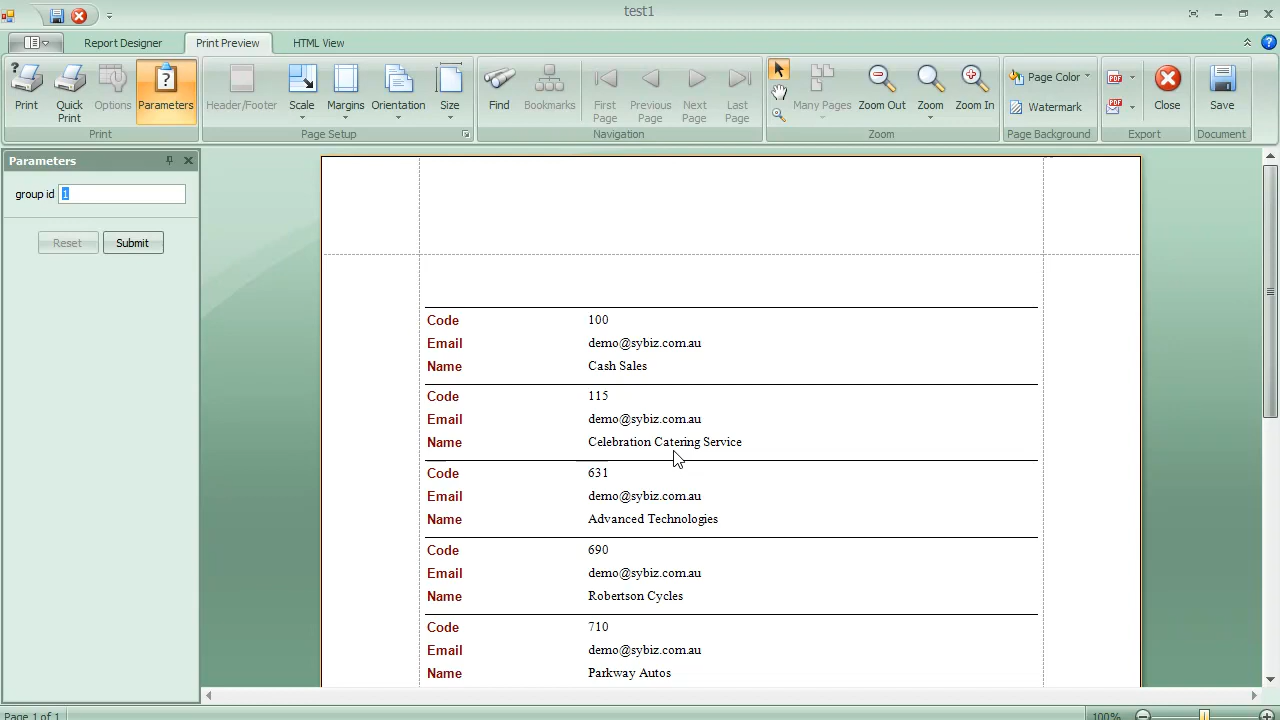 test1
Report Designer
Print Preview
HTML View
Print
Quick Print
Options
Parameters
Header/Footer
Scale
Margins
Orientation
Size
Find
Bookmarks
First Page
Previous Page
Next Page
Last Page
Many Pages
Zoom Out
Zoom
Zoom In
Page Color
Watermark
PDF
PDF
Close
Save
Print
Page Setup
Navigation
Zoom
Page Background
Export
Document
Parameters
group id 1
Reset Submit
Code 100
Email demo@sybiz.com.au
Name Cash Sales
Code 115
Email demo@sybiz.com.au
Name Celebration Catering Service
Code 631
Email demo@sybiz.com.au
Name Advanced Technologies
Code 690
Email demo@sybiz.com.au
Name Robertson Cycles
Code 710
Email demo@sybiz.com.au
Name Parkway Autos
Page 1 of 1
100%